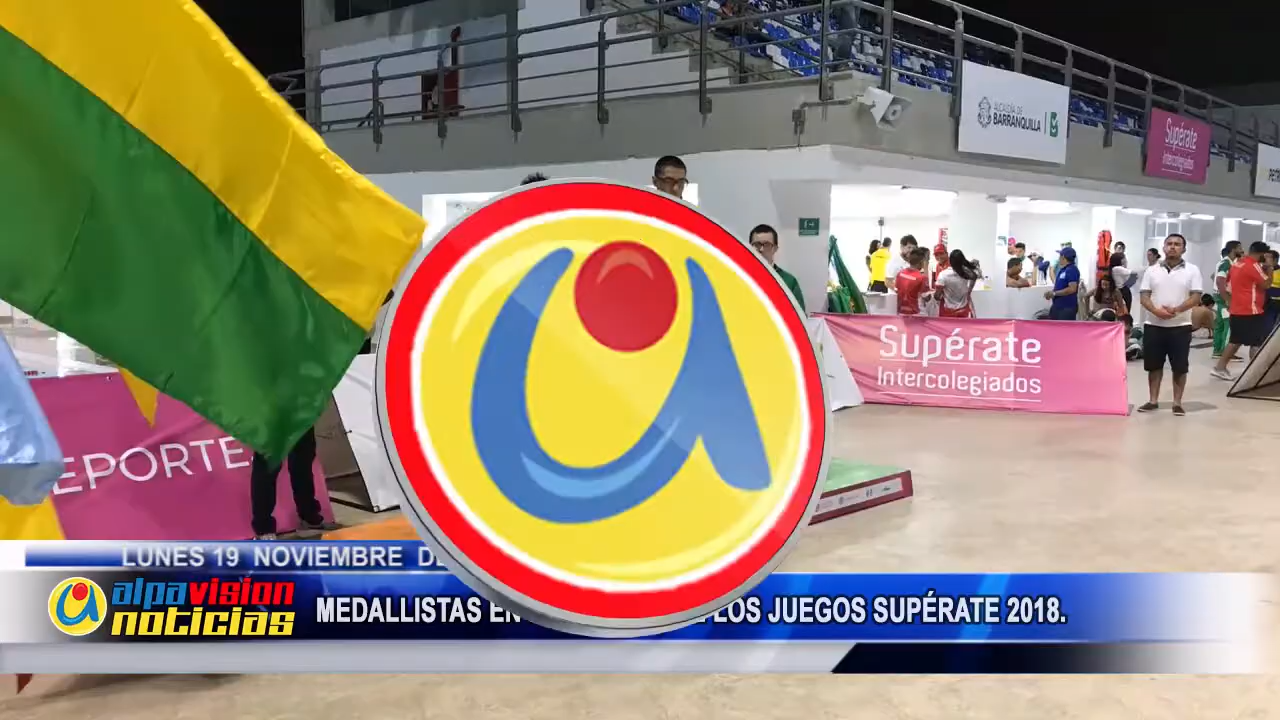 ALCALDÍA DE
BARRANQUILLA
Supérate
Intercolegiados
Supérate
Intercolegiados
EPORTE
LUNES 19 NOVIEMBRE
alpavision
noticias
MEDALLISTAS EN LOS JUEGOS SUPÉRATE 2018.